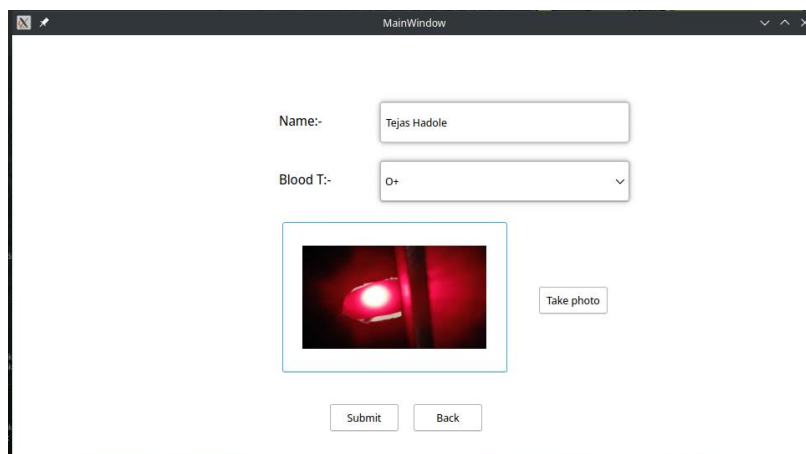 MainWindow
Name:-
Tejas Hadole
Blood T:-
O+
Take photo
Submit
Back